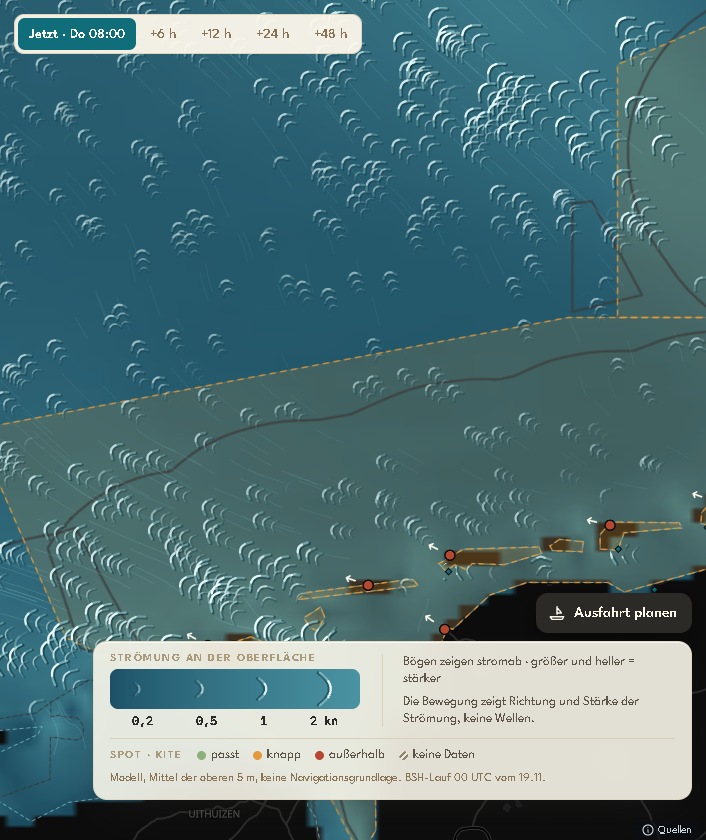 Jetzt · Do 08:00 +6 h +12 h +24 h +48 h
Ausfahrt planen
STRÖMUNG AN DER OBERFLÄCHE
0,2 0,5 1 2 kn
Bögen zeigen stromab · größer und heller =
stärker
Die Bewegung zeigt Richtung und Stärke der
Strömung, keine Wellen.
SPOT · KITE passt knapp außerhalb keine Daten
Modell, Mittel der oberen 5 m, keine Navigationsgrundlage. BSH-Lauf 00 UTC vom 19.11.
UITHUIZEN
Quellen